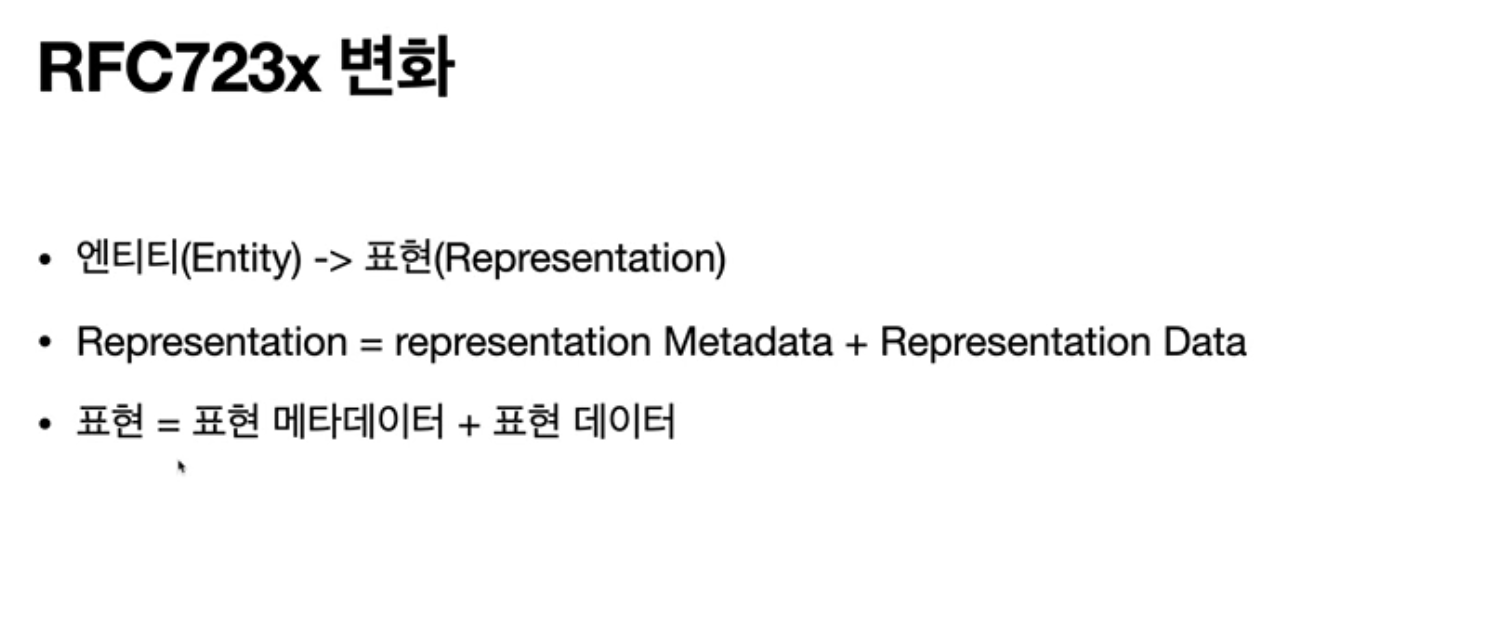 RFC723x 변화
• 엔티티(Entity) -> 표현(Representation)
• Representation = representation Metadata + Representation Data
• 표현 = 표현 메타데이터 + 표현 데이터